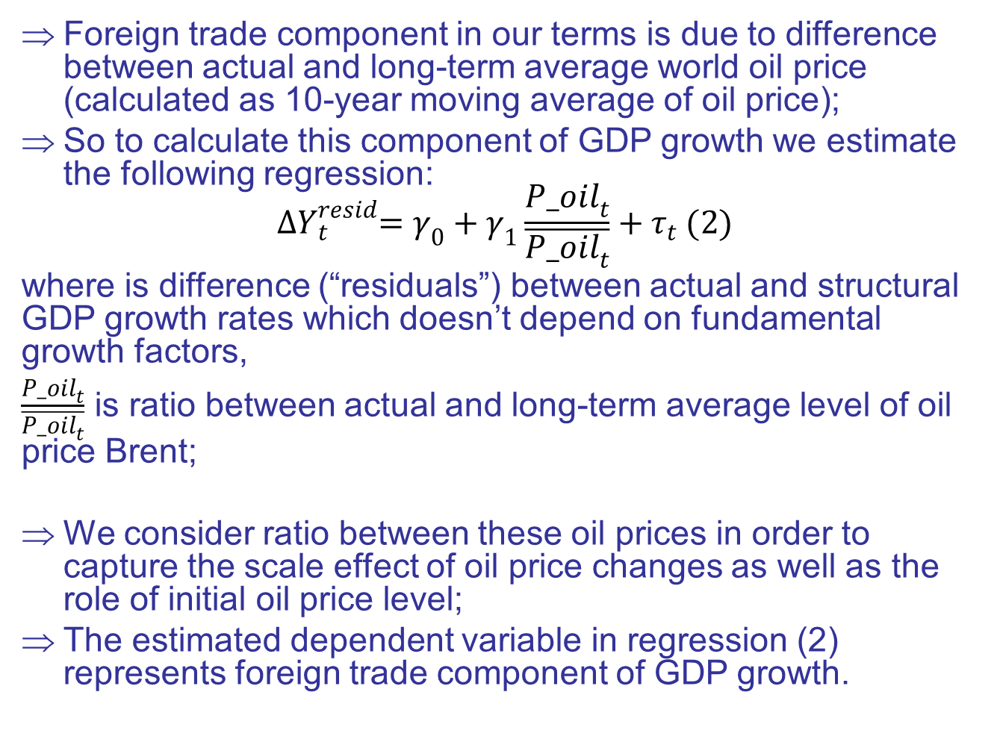 ⇒ Foreign trade component in our terms is due to difference
between actual and long-term average world oil price
(calculated as 10-year moving average of oil price);
⇒ So to calculate this component of GDP growth we estimate
the following regression:
ΔY_t^{resid} = γ_0 + γ_1 \frac{P\_oil_t}{\overline{\overline{P\_oil_t}}} + τ_t (2)
where is difference (“residuals”) between actual and structural
GDP growth rates which doesn’t depend on fundamental
growth factors,
\frac{P\_oil_t}{\overline{\overline{P\_oil_t}}} is ratio between actual and long-term average level of oil
price Brent;
⇒ We consider ratio between these oil prices in order to
capture the scale effect of oil price changes as well as the
role of initial oil price level;
⇒ The estimated dependent variable in regression (2)
represents foreign trade component of GDP growth.